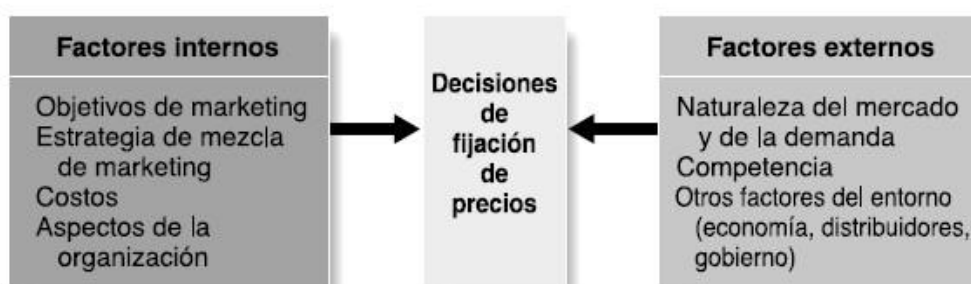 Factores internos
Objetivos de marketing
Estrategia de mezcla
de marketing
Costos
Aspectos de la
organización
Decisiones
de
fijación
de
precios
Factores externos
Naturaleza del mercado
y de la demanda
Competencia
Otros factores del entorno
(economía, distribuidores,
gobierno)